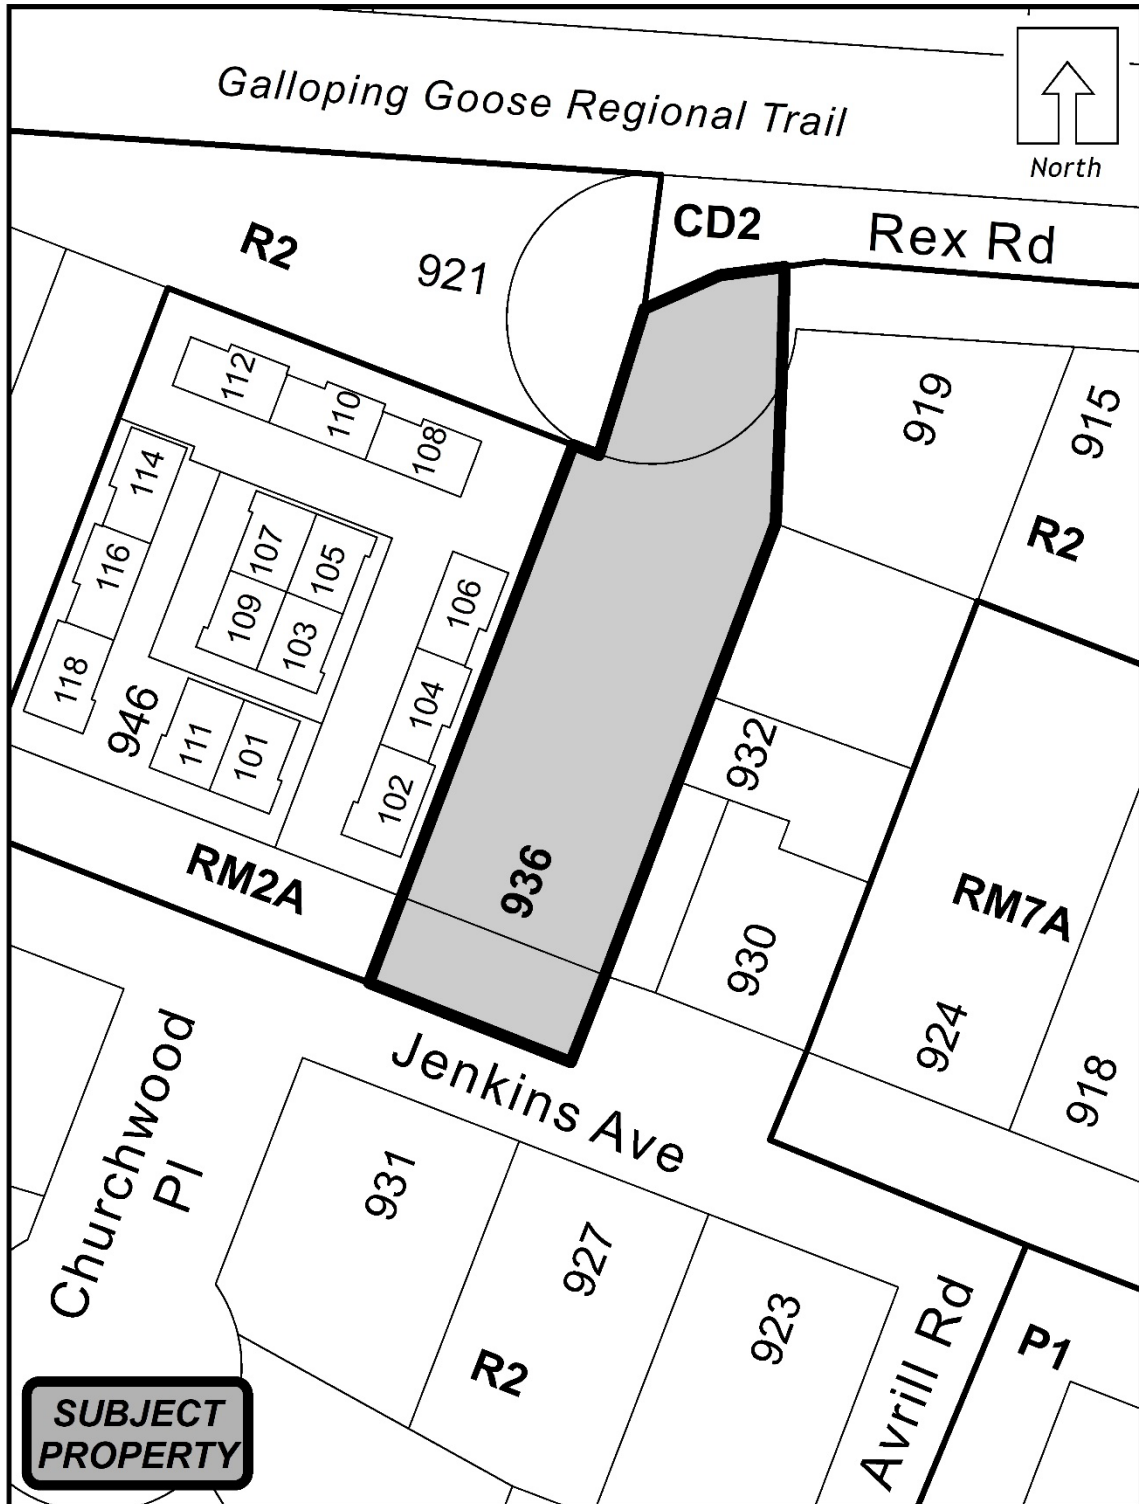 Galloping Goose Regional Trail
North
CD2
Rex Rd
R2
921
112
110
108
919
915
R2
114
116
118
107
105
109
103
106
104
102
946
111
101
932
936
930
RM2A
RM7A
924
918
Churchwood
Pl
Jenkins Ave
931
927
923
R2
Avrill Rd
P1
SUBJECT
PROPERTY